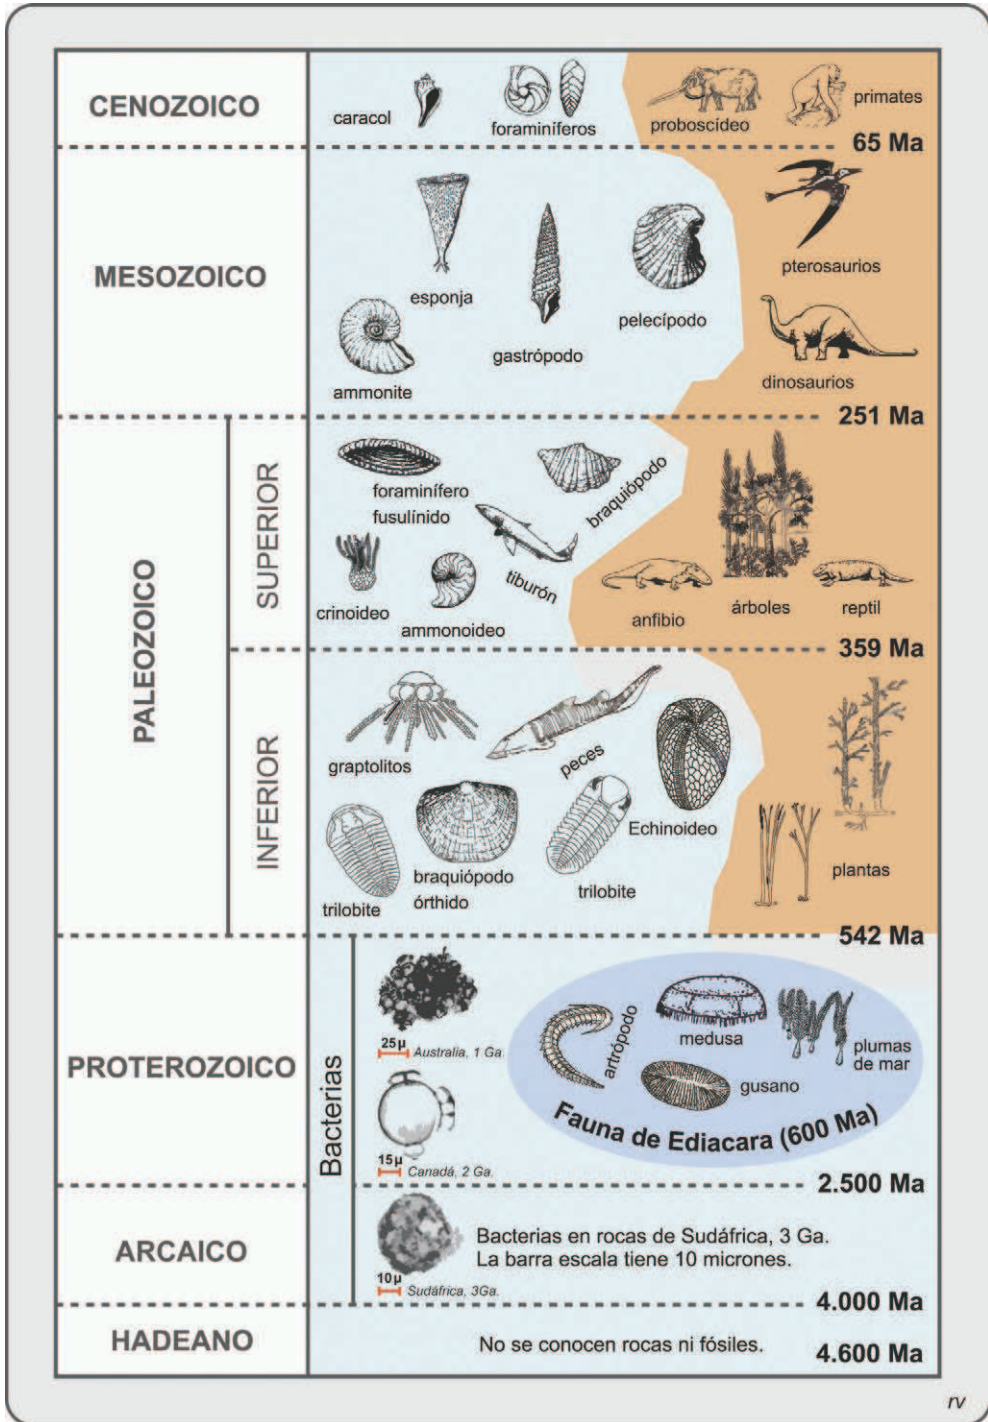 CENOZOICO
caracol
foraminíferos
proboscídeo
primates
65 Ma
MESOZOICO
esponja
ammonite
gastrópodo
pelecípodo
pterosaurios
dinosaurios
251 Ma
PALEOZOICO
SUPERIOR
foraminífero
fusulínido
braquiópodo
tiburón
crinoideo
ammonoideo
anfibio
árboles
reptil
359 Ma
INFERIOR
graptolitos
peces
Echinoideo
trilobite
braquiópodo
órthido
trilobite
plantas
542 Ma
PROTEROZOICO
Bacterias
25µ
Australia, 1 Ga.
15µ
Canadá, 2 Ga.
artrópodo
medusa
plumas
de mar
gusano
Fauna de Ediacara (600 Ma)
2.500 Ma
ARCAICO
10µ
Sudáfrica, 3Ga.
Bacterias en rocas de Sudáfrica, 3 Ga.
La barra escala tiene 10 micrones.
4.000 Ma
HADEANO
No se conocen rocas ni fósiles.
4.600 Ma
rv